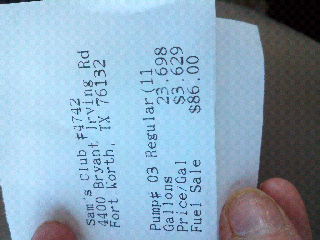 Sam's Club #4742
4400 Bryant Irving Rd
Fort Worth, TX 76132
Pump# 03 Regular(11
Gallons 23.698
Price/Gal $3.629
Fuel Sale $86.00